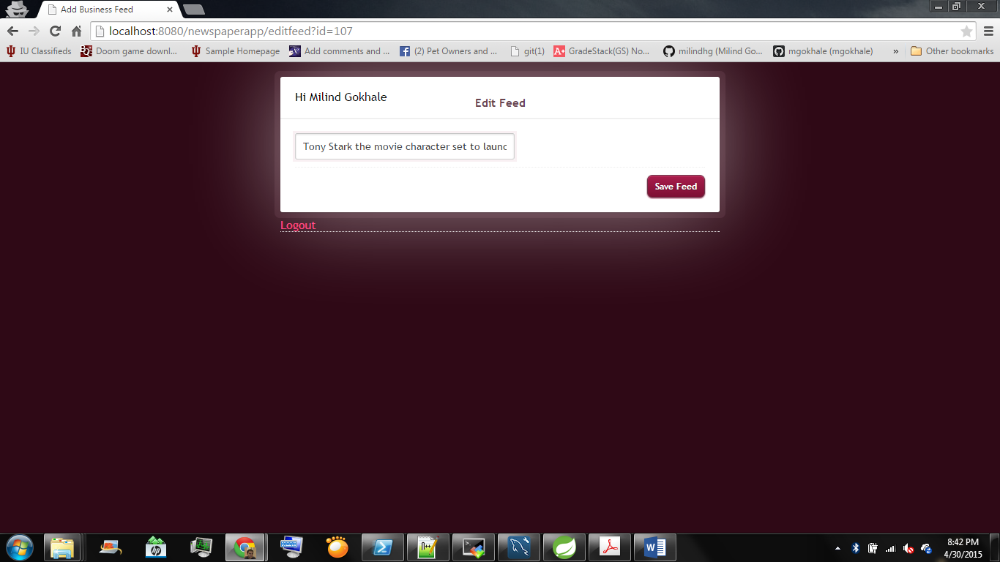 Add Business Feed
localhost:8080/newspaperapp/editfeed?id=107
IU Classifieds
Doom game downl...
Sample Homepage
Add comments and ...
(2) Pet Owners and ...
git(1)
GradeStack(GS) No...
milindhg (Milind Go...
mgokhale (mgokhale)
»
Other bookmarks
Hi Milind Gokhale
Edit Feed
Tony Stark the movie character set to launc
Save Feed
Logout
8:42 PM
4/30/2015